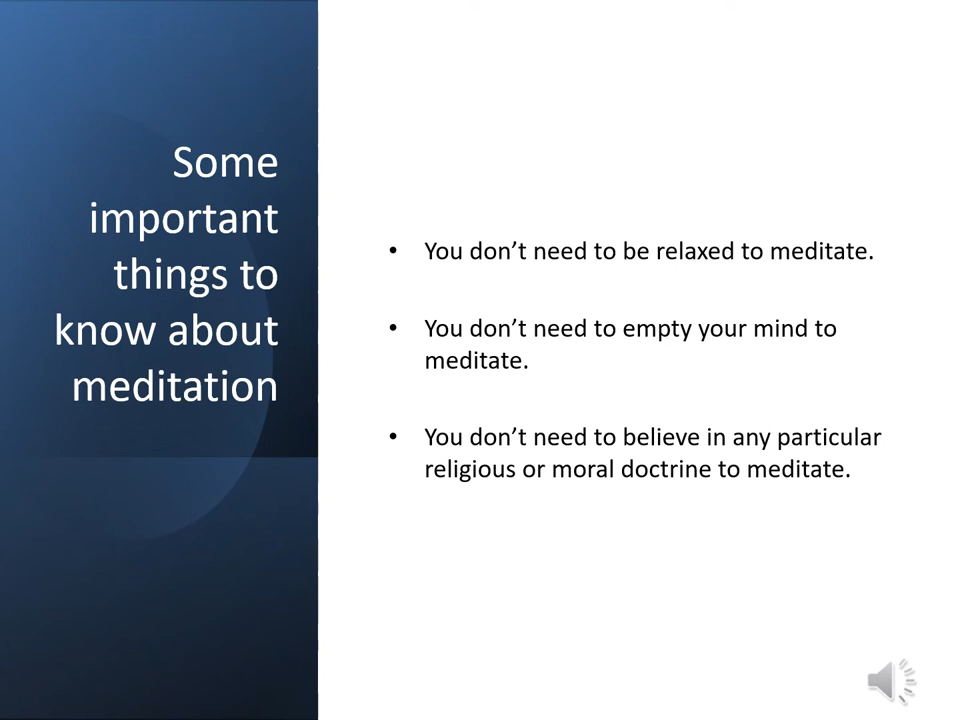 Some
important
things to
know about
meditation
• You don’t need to be relaxed to meditate.
• You don’t need to empty your mind to
meditate.
• You don’t need to believe in any particular
religious or moral doctrine to meditate.